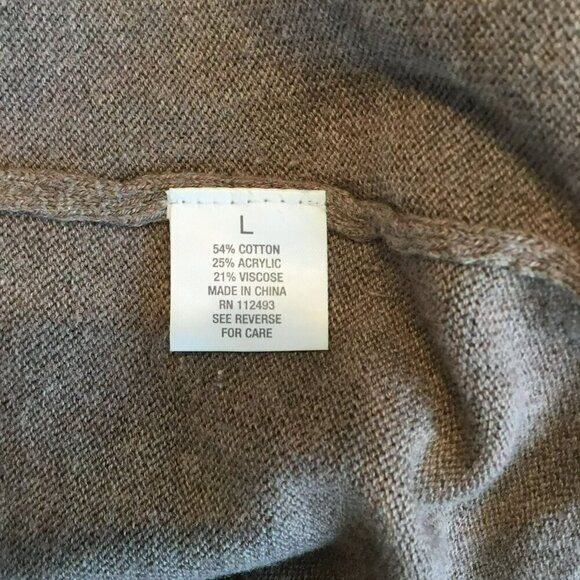 L
54% COTTON
25% ACRYLIC
21% VISCOSE
MADE IN CHINA
RN 112493
SEE REVERSE
FOR CARE